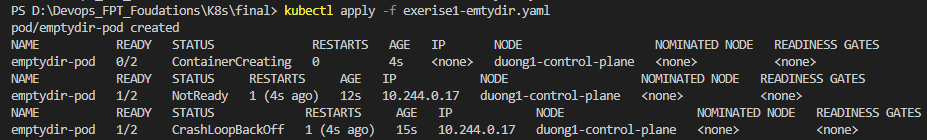 PS D:\Devops_FPT_Foudations\K8s\final> kubectl apply -f exerise1-emtydir.yaml
pod/emptydir-pod created
NAME READY STATUS RESTARTS AGE IP NODE NOMINATED NODE READINESS GATES
emptydir-pod 0/2 ContainerCreating 0 4s <none> duong1-control-plane <none> <none>
NAME READY STATUS RESTARTS AGE IP NODE NOMINATED NODE READINESS GATES
emptydir-pod 1/2 NotReady 1 (4s ago) 12s 10.244.0.17 duong1-control-plane <none> <none>
NAME READY STATUS RESTARTS AGE IP NODE NOMINATED NODE READINESS GATES
emptydir-pod 1/2 CrashLoopBackOff 1 (4s ago) 15s 10.244.0.17 duong1-control-plane <none> <none>